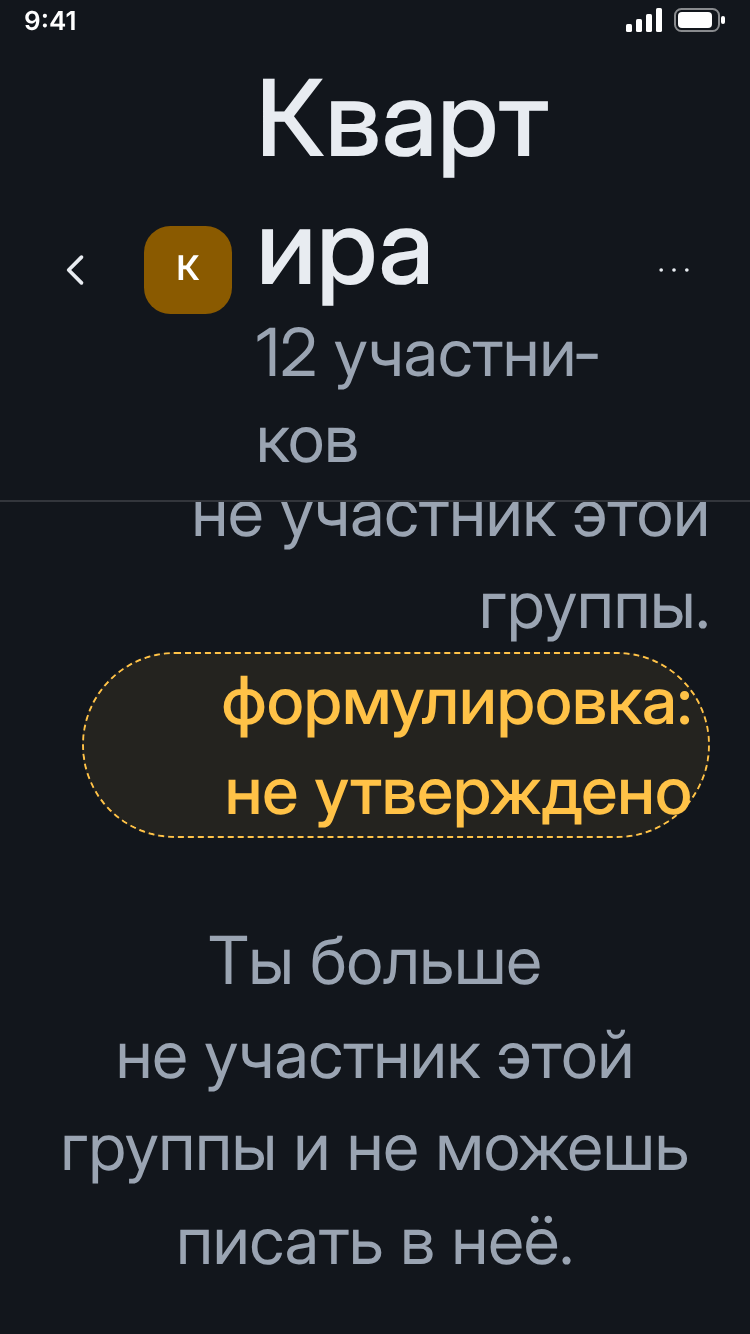 9:41
Кварт
ира
К
12 участни-
ков
не участник этой
группы.
формулировка:
не утверждено
Ты больше
не участник этой
группы и не можешь
писать в неё.